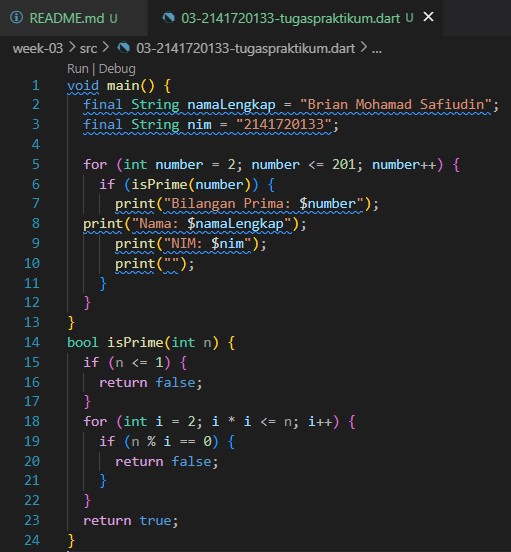 README.md U 03-2141720133-tugaspraktikum.dart U ×
week-03 > src > 03-2141720133-tugaspraktikum.dart > ...
Run | Debug
1 void main() {
2 final String namaLengkap = "Brian Mohamad Safiudin";
3 final String nim = "2141720133";
4
5 for (int number = 2; number <= 201; number++) {
6 if (isPrime(number)) {
7 print("Bilangan Prima: $number");
8 print("Nama: $namaLengkap");
9 print("NIM: $nim");
10 print("");
11 }
12 }
13 }
14 bool isPrime(int n) {
15 if (n <= 1) {
16 return false;
17 }
18 for (int i = 2; i * i <= n; i++) {
19 if (n % i == 0) {
20 return false;
21 }
22 }
23 return true;
24 }